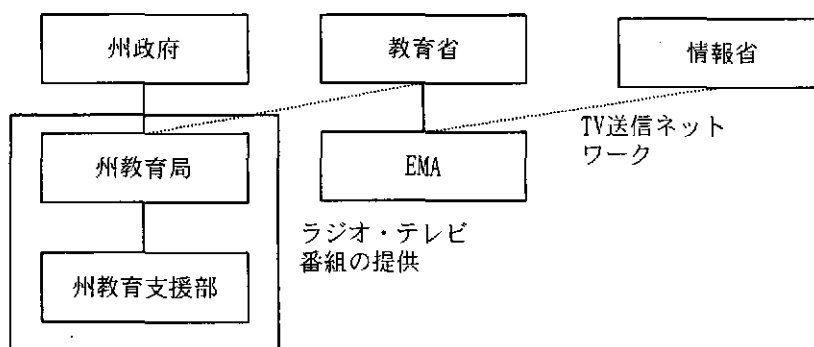 州政府
教育省
情報省
TV送信ネット
ワーク
州教育局
EMA
ラジオ・テレビ
番組の提供
州教育支援部